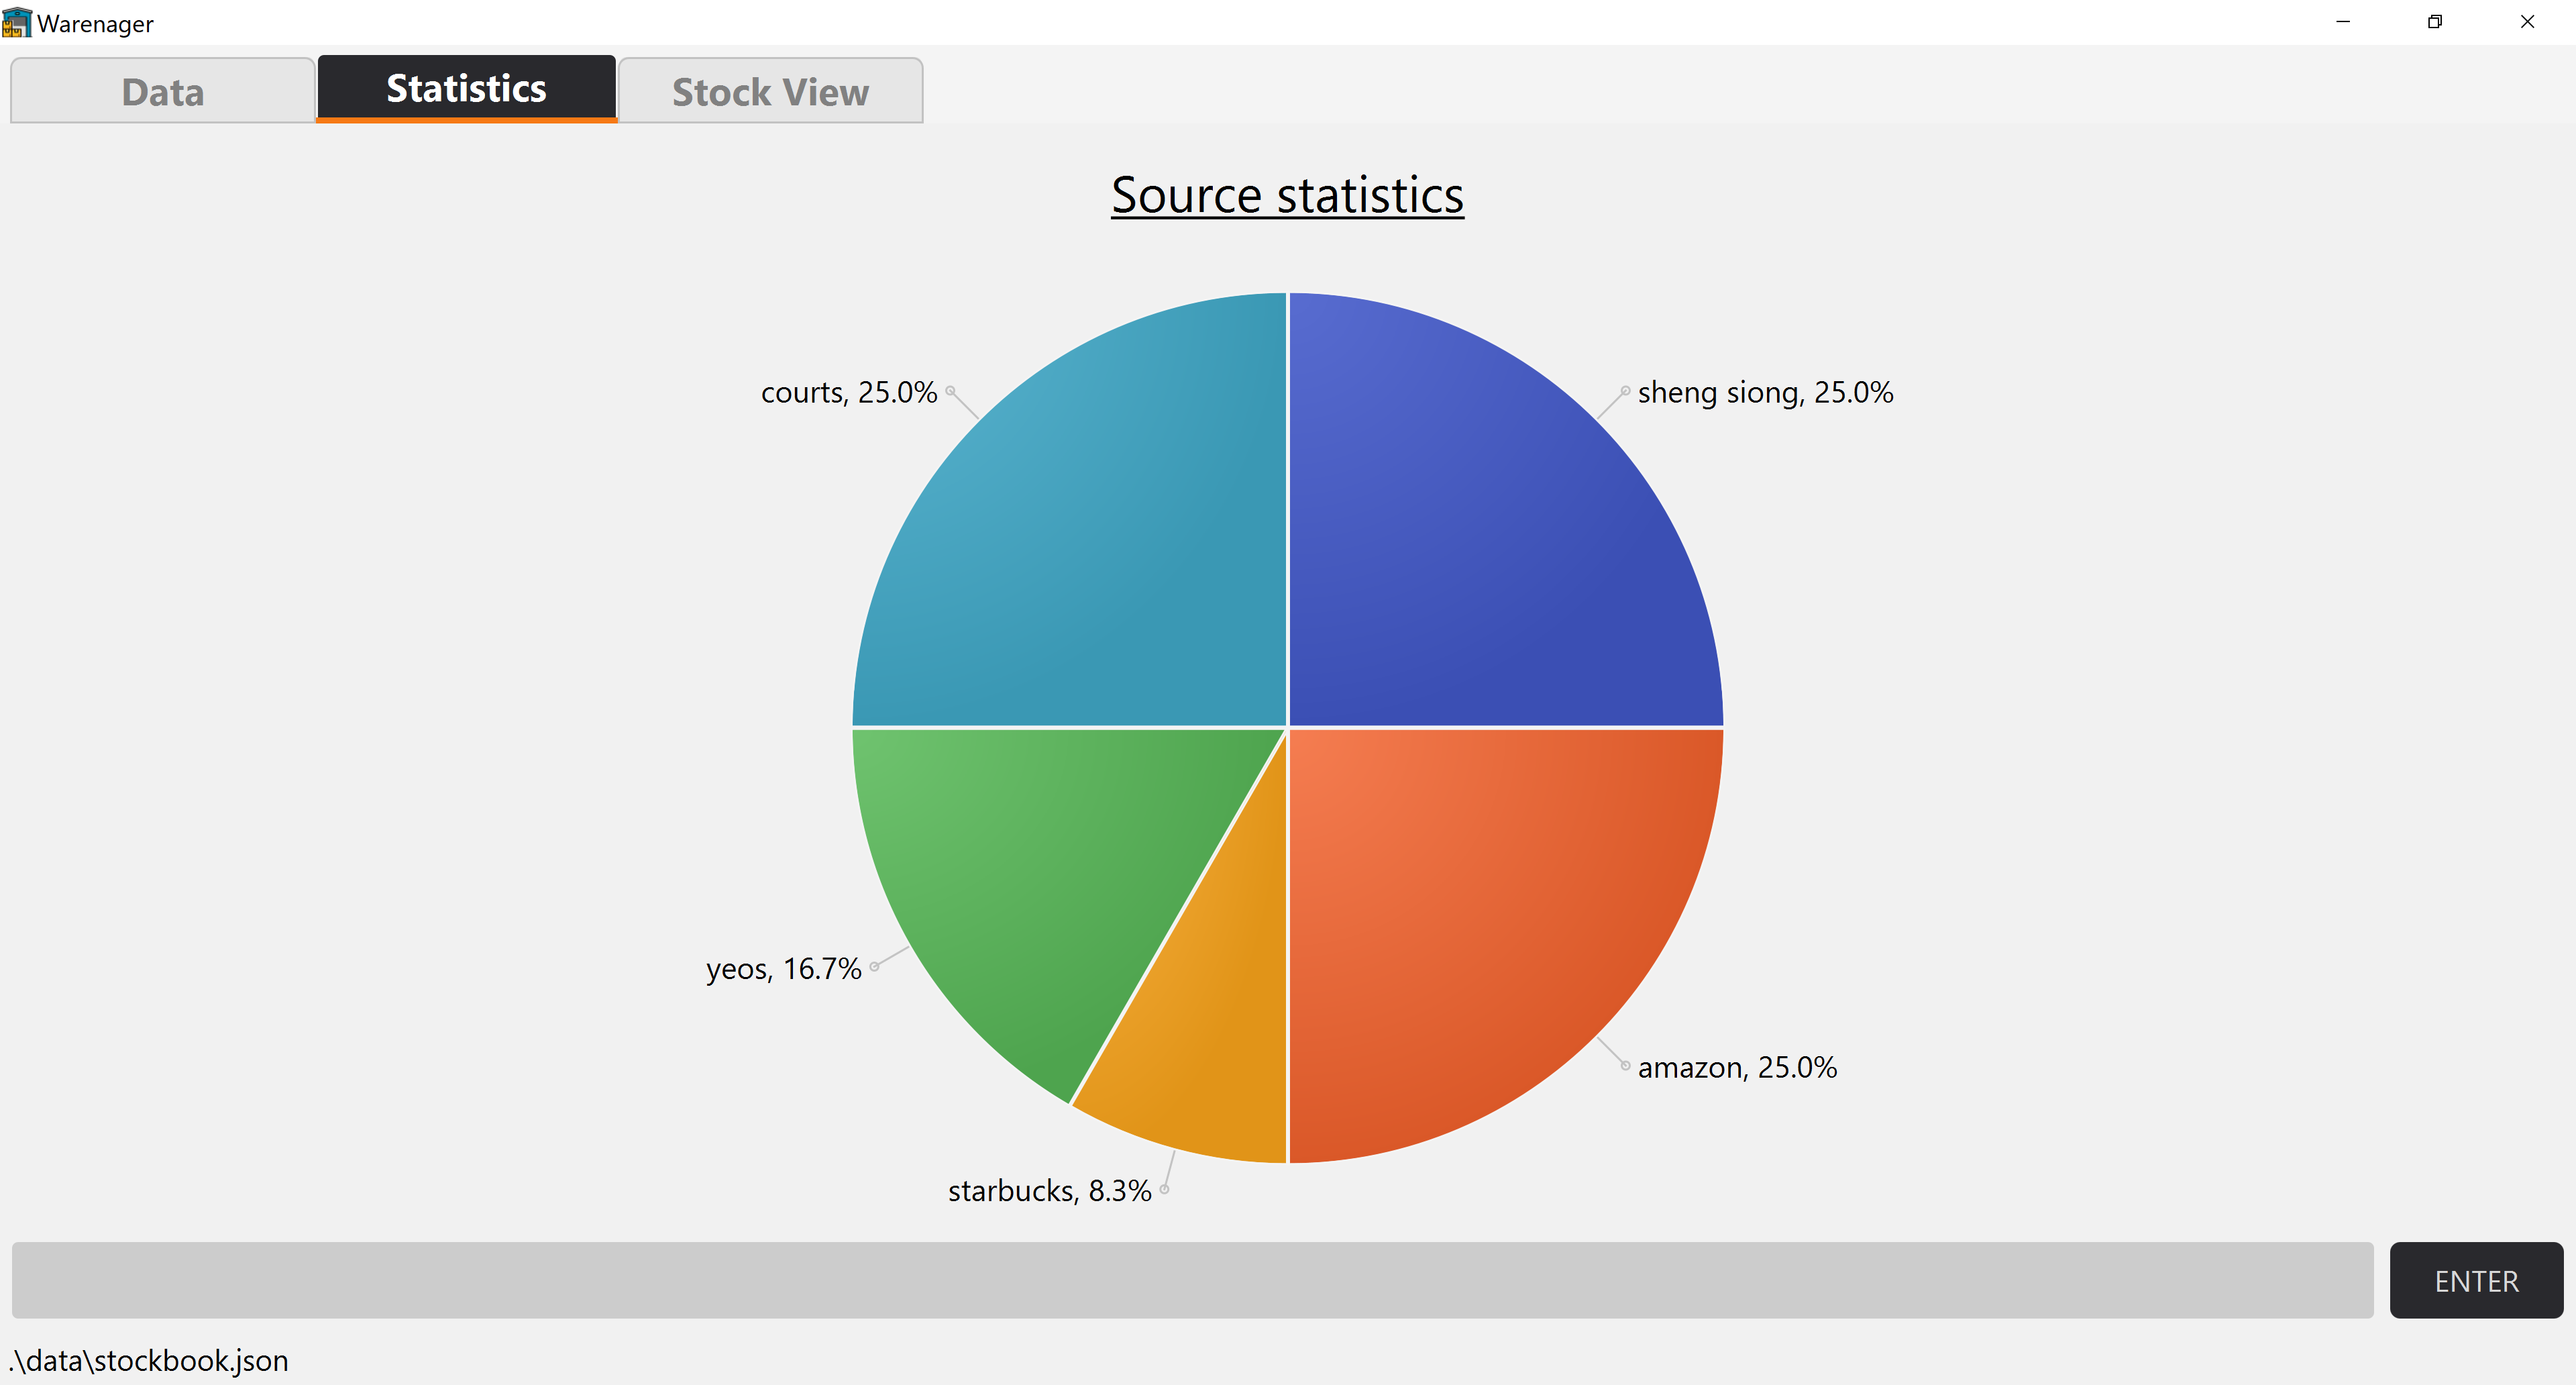 Warenager
Data
Statistics
Stock View
Source statistics
courts, 25.0%
sheng siong, 25.0%
yeos, 16.7%
amazon, 25.0%
starbucks, 8.3%
ENTER
.\data\stockbook.json